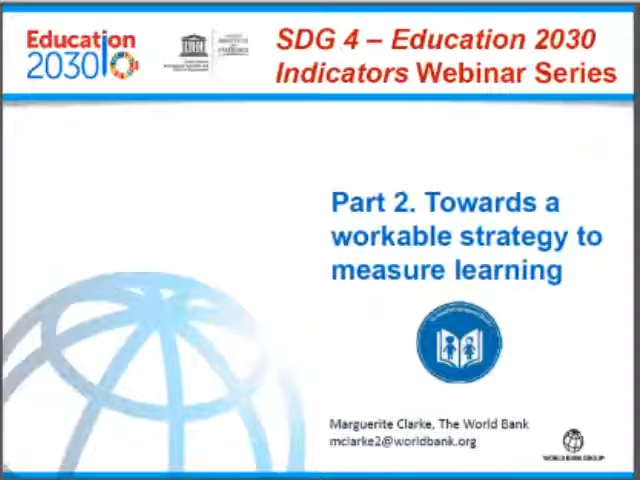 Education
2030
SDG 4 – Education 2030
Indicators Webinar Series
Part 2. Towards a
workable strategy to
measure learning
Marguerite Clarke, The World Bank
mclarke2@worldbank.org
WORLD BANK GROUP